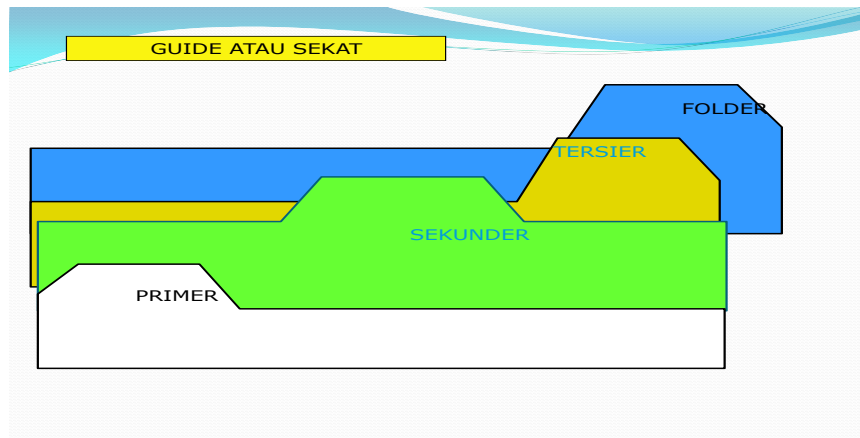 GUIDE ATAU SEKAT
FOLDER
TERSIER
SEKUNDER
PRIMER